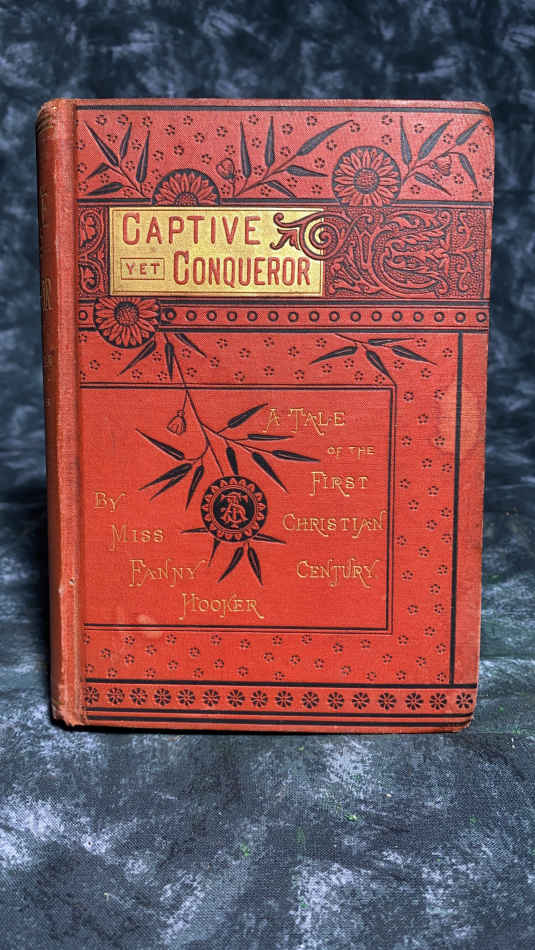 CAPTIVE
YET CONQUEROR
A TALE
OF THE
FIRST
CHRISTIAN
CENTURY
BY
MISS
FANNY
HOOKER